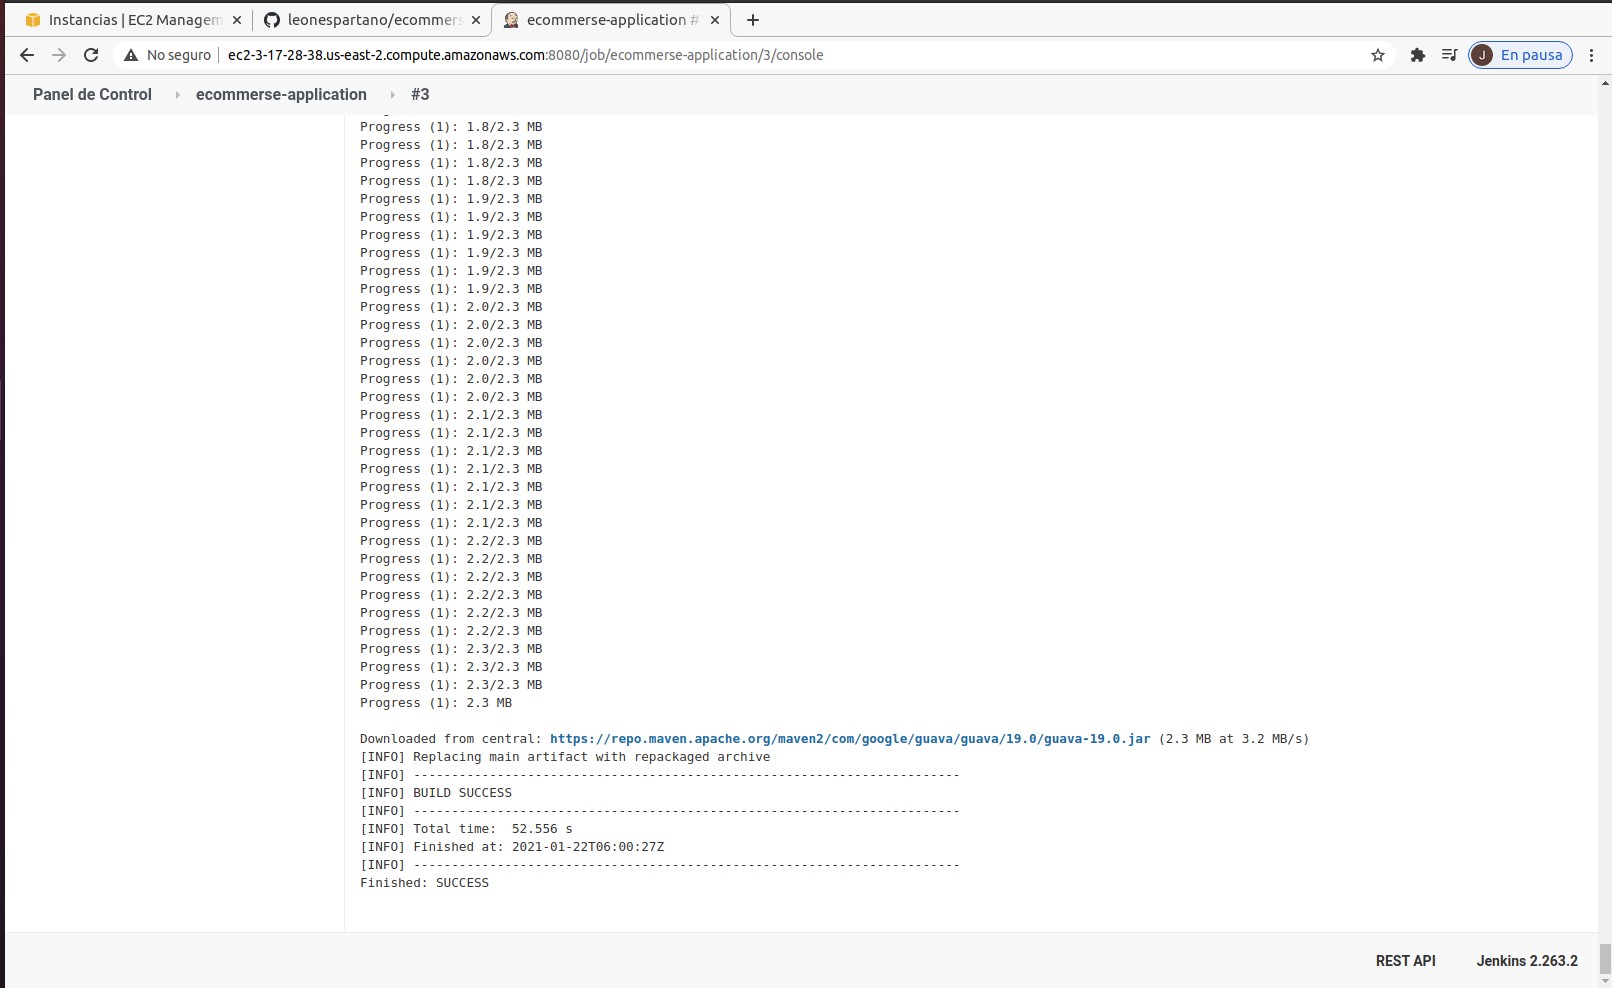 Instancias | EC2 Managem
leonespartano/ecommers
ecommerse-application #
No seguro
ec2-3-17-28-38.us-east-2.compute.amazonaws.com:8080/job/ecommerse-application/3/console
J
En pausa
Panel de Control
ecommerse-application
#3
Progress (1): 1.8/2.3 MB
Progress (1): 1.8/2.3 MB
Progress (1): 1.8/2.3 MB
Progress (1): 1.8/2.3 MB
Progress (1): 1.9/2.3 MB
Progress (1): 1.9/2.3 MB
Progress (1): 1.9/2.3 MB
Progress (1): 1.9/2.3 MB
Progress (1): 1.9/2.3 MB
Progress (1): 1.9/2.3 MB
Progress (1): 2.0/2.3 MB
Progress (1): 2.0/2.3 MB
Progress (1): 2.0/2.3 MB
Progress (1): 2.0/2.3 MB
Progress (1): 2.0/2.3 MB
Progress (1): 2.0/2.3 MB
Progress (1): 2.1/2.3 MB
Progress (1): 2.1/2.3 MB
Progress (1): 2.1/2.3 MB
Progress (1): 2.1/2.3 MB
Progress (1): 2.1/2.3 MB
Progress (1): 2.1/2.3 MB
Progress (1): 2.1/2.3 MB
Progress (1): 2.2/2.3 MB
Progress (1): 2.2/2.3 MB
Progress (1): 2.2/2.3 MB
Progress (1): 2.2/2.3 MB
Progress (1): 2.2/2.3 MB
Progress (1): 2.2/2.3 MB
Progress (1): 2.3/2.3 MB
Progress (1): 2.3/2.3 MB
Progress (1): 2.3/2.3 MB
Progress (1): 2.3 MB
Downloaded from central: https://repo.maven.apache.org/maven2/com/google/guava/guava/19.0/guava-19.0.jar (2.3 MB at 3.2 MB/s)
[INFO] Replacing main artifact with repackaged archive
[INFO] ------------------------------------------------------------------------
[INFO] BUILD SUCCESS
[INFO] ------------------------------------------------------------------------
[INFO] Total time:  52.556 s
[INFO] Finished at: 2021-01-22T06:00:27Z
[INFO] ------------------------------------------------------------------------
Finished: SUCCESS
REST API
Jenkins 2.263.2